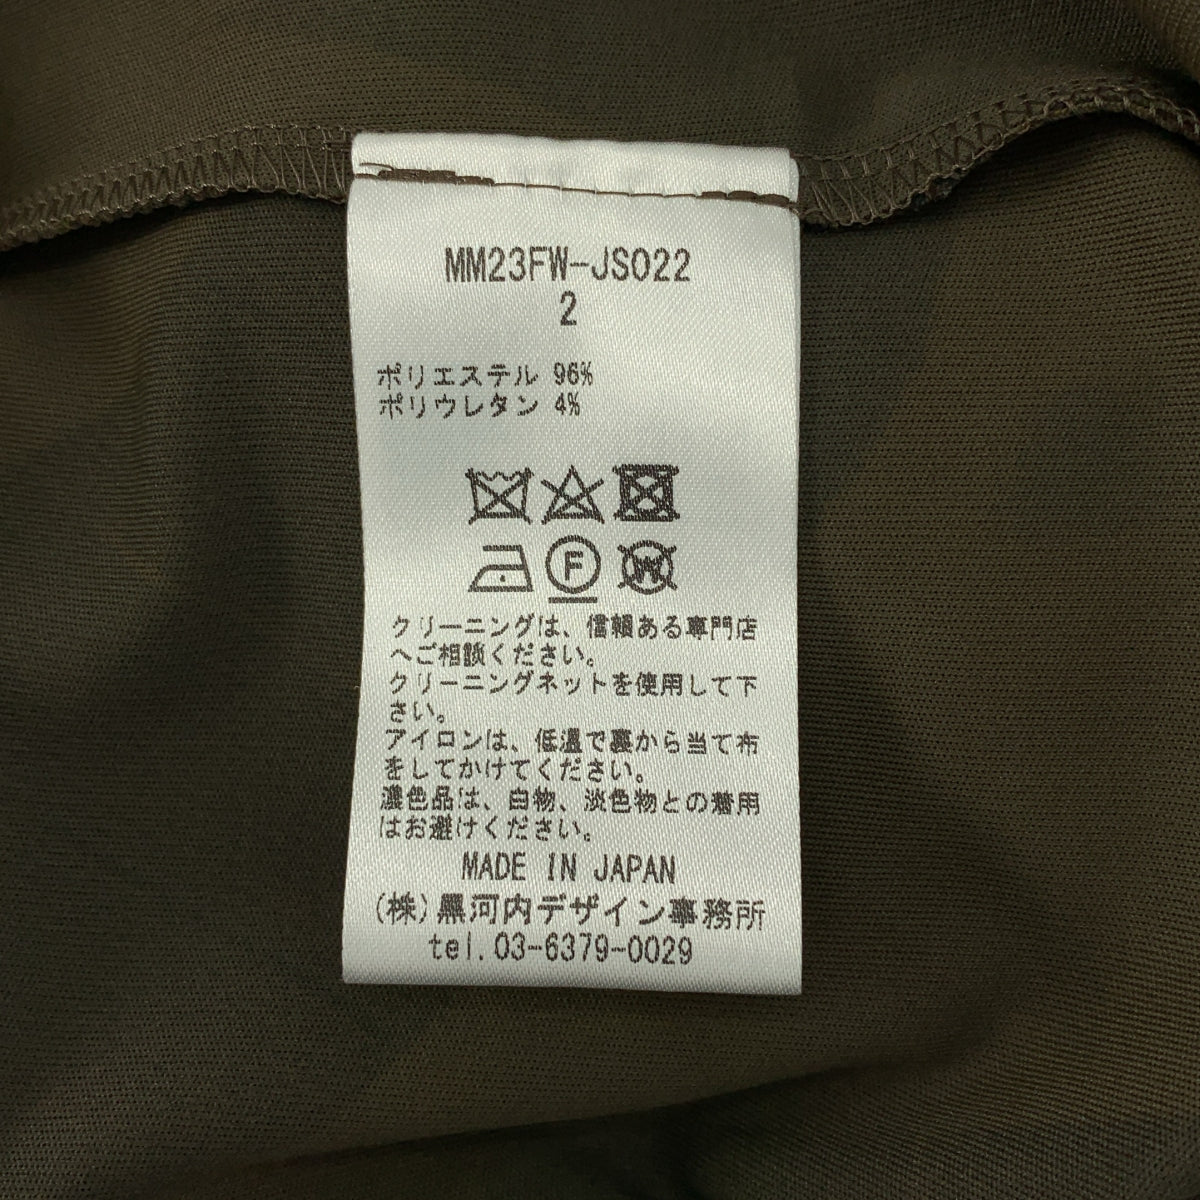 MM23FW-JS022
2
ポリエステル 96%
ポリウレタン 4%
F
W
クリーニングは、信頼ある専門店
へご相談ください。
クリーニングネットを使用して下
さい。
アイロンは、低温で裏から当て布
をしてかけてください。
濃色品は、白物、淡色物との着用
はお避けください。
MADE IN JAPAN
(株)黒河内デザイン事務所
tel.03-6379-0029